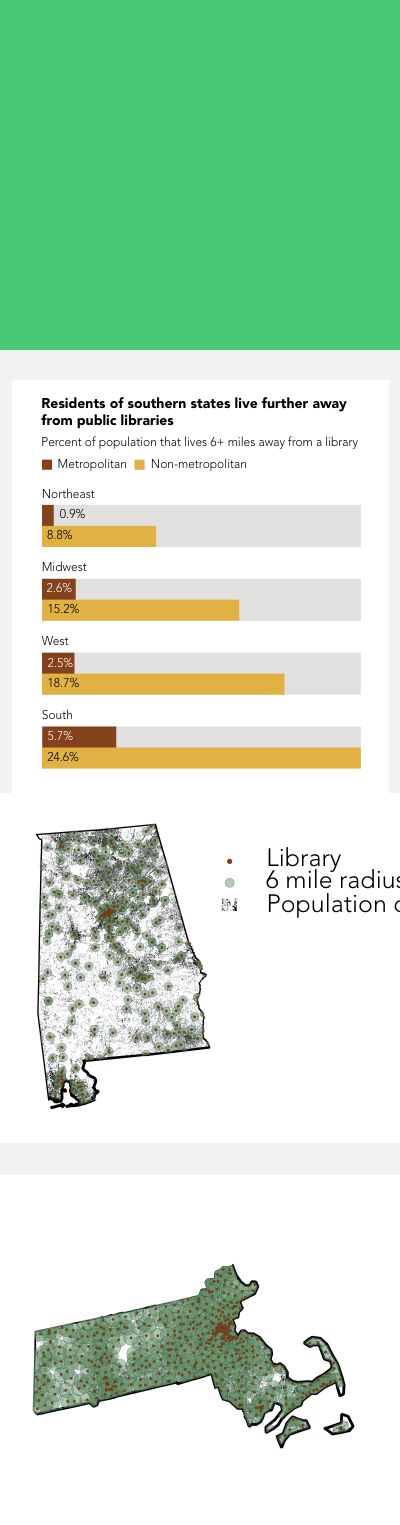 Residents of southern states live further away
from public libraries
Percent of population that lives 6+ miles away from a library
Metropolitan Non-metropolitan
Northeast
0.9%
8.8%
Midwest
2.6%
15.2%
West
2.5%
18.7%
South
5.7%
24.6%
Library
6 mile radius
Population